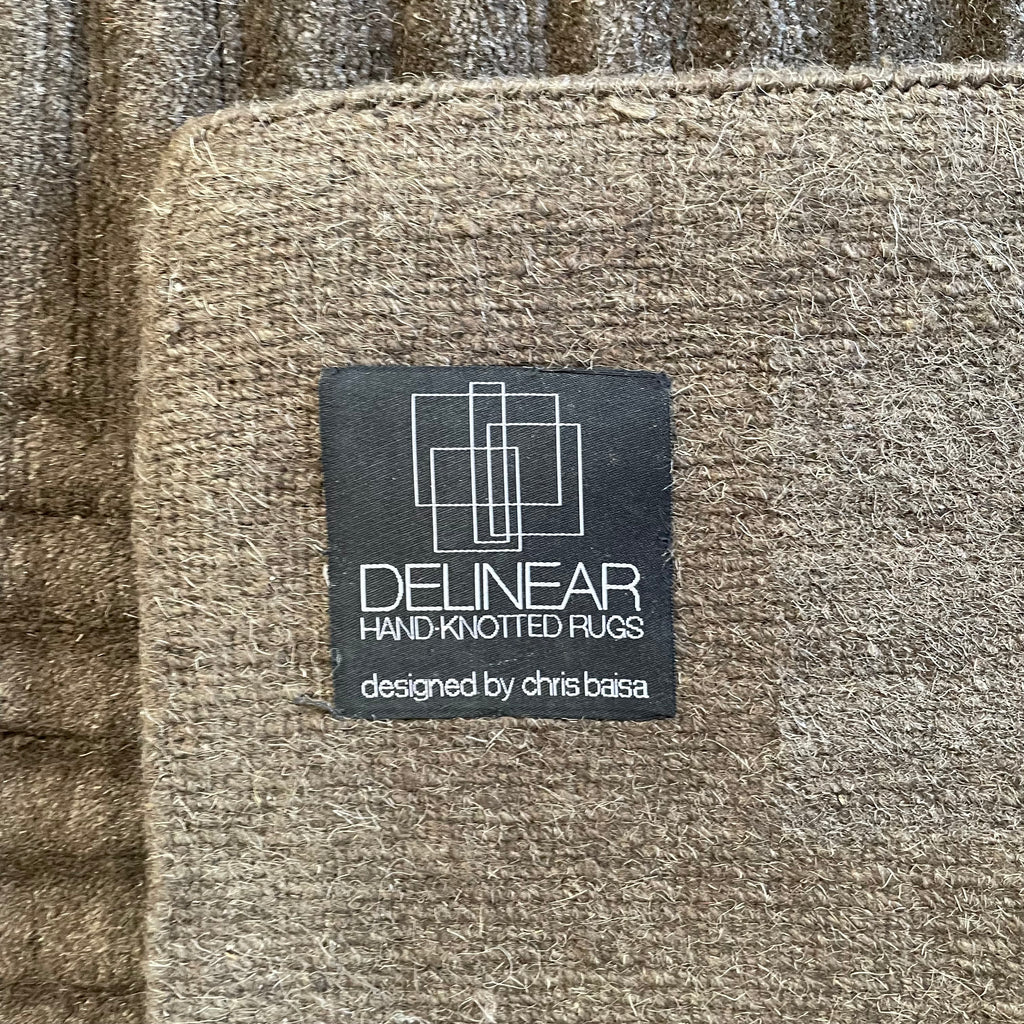 DELINEAR
HAND-KNOTTED RUGS
designed by chris baisa